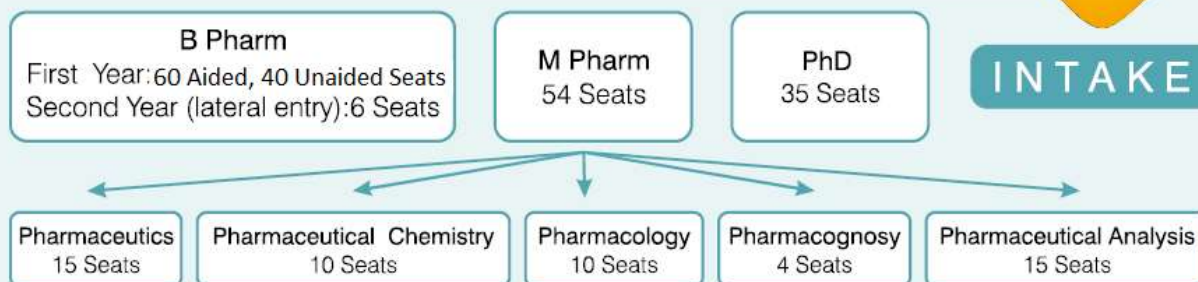 B Pharm
First Year:60 Aided, 40 Unaided Seats
Second Year (lateral entry):6 Seats
M Pharm
54 Seats
PhD
35 Seats
INTAKE
Pharmaceutics
15 Seats
Pharmaceutical Chemistry
10 Seats
Pharmacology
10 Seats
Pharmacognosy
4 Seats
Pharmaceutical Analysis
15 Seats